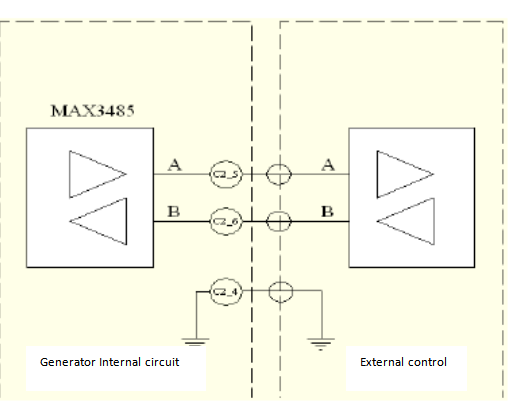 MAX3485
A C2_5 A
B C2_6 B
C2_4
Generator Internal circuit External control